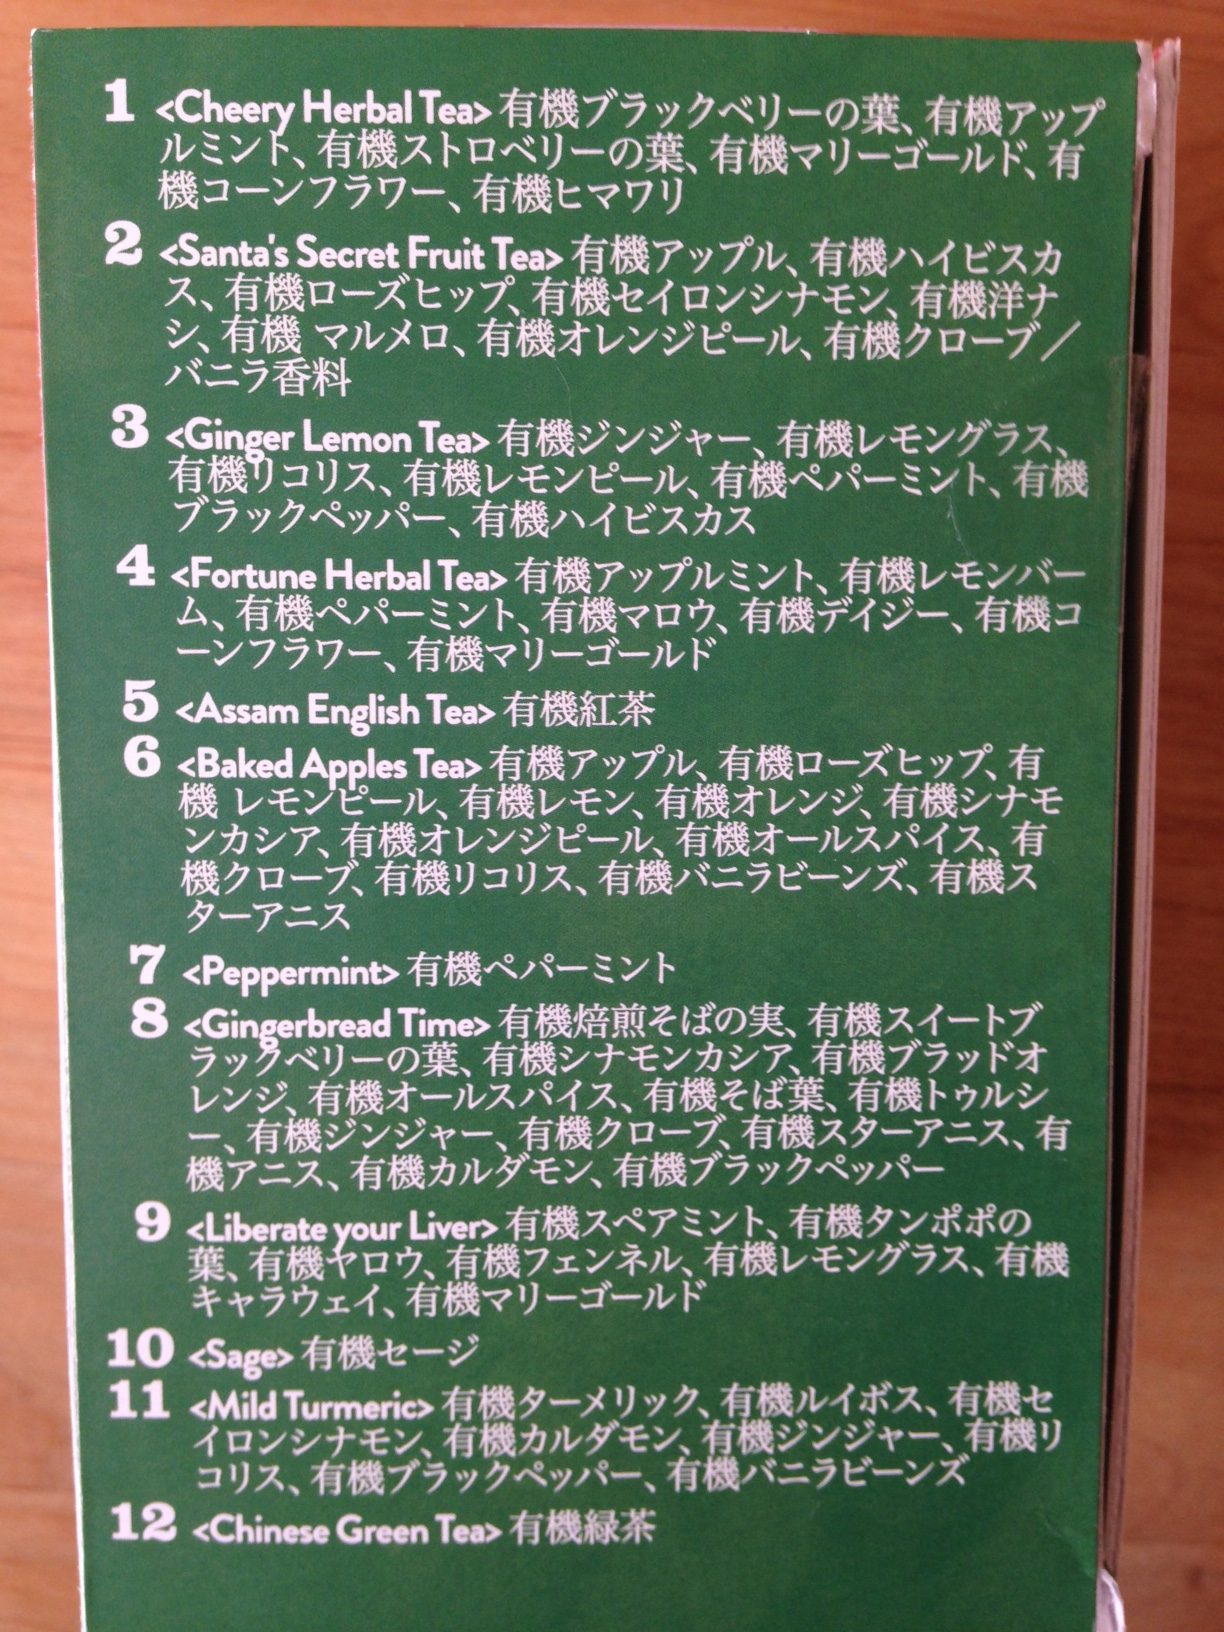 1 <Cheery Herbal Tea> 有機ブラックベリーの葉、有機アップ
ルミント、有機ストロベリーの葉、有機マリーゴールド、有
機コーンフラワー、有機ヒマワリ
2 <Santa's Secret Fruit Tea> 有機アップル、有機ハイビスカ
ス、有機ローズヒップ、有機セイロンシナモン、有機洋ナ
シ、有機 マルメロ、有機オレンジピール、有機クローブ／
バニラ香料
3 <Ginger Lemon Tea> 有機ジンジャー、有機レモングラス、
有機リコリス、有機レモンピール、有機ペパーミント、有機
ブラックペッパー、有機ハイビスカス
4 <Fortune Herbal Tea> 有機アップルミント、有機レモンバー
ム、有機ペパーミント、有機マロウ、有機デイジー、有機コ
ーンフラワー、有機マリーゴールド
5 <Assam English Tea> 有機紅茶
6 <Baked Apples Tea> 有機アップル、有機ローズヒップ、有
機 レモンピール、有機レモン、有機オレンジ、有機シナモ
ンカシア、有機オレンジピール、有機オールスパイス、有
機クローブ、有機リコリス、有機バニラビーンズ、有機ス
ターアニス
7 <Peppermint> 有機ペパーミント
8 <Gingerbread Time> 有機焙煎そばの実、有機スイートブ
ラックベリーの葉、有機シナモンカシア、有機ブラッドオ
レンジ、有機オールスパイス、有機そば葉、有機トゥルシ
ー、有機ジンジャー、有機クローブ、有機スターアニス、有
機アニス、有機カルダモン、有機ブラックペッパー
9 <Liberate your Liver> 有機スペアミント、有機タンポポの
葉、有機ヤロウ、有機フェンネル、有機レモングラス、有機
キャラウェイ、有機マリーゴールド
10 <Sage> 有機セージ
11 <Mild Turmeric> 有機ターメリック、有機ルイボス、有機セ
イロンシナモン、有機カルダモン、有機ジンジャー、有機リ
コリス、有機ブラックペッパー、有機バニラビーンズ
12 <Chinese Green Tea> 有機緑茶